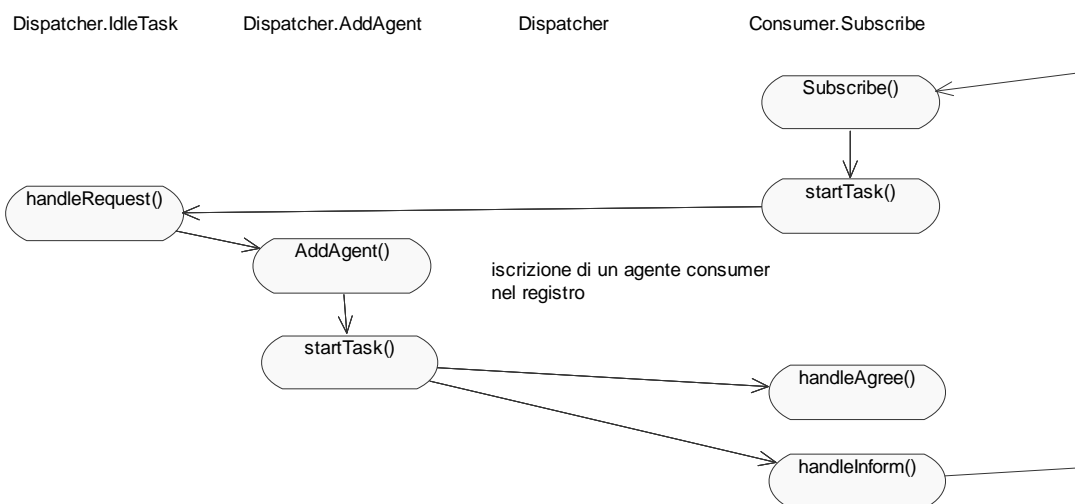 Dispatcher.IdleTask
Dispatcher.AddAgent
Dispatcher
Consumer.Subscribe
Subscribe()
startTask()
handleRequest()
AddAgent()
iscrizione di un agente consumer
nel registro
startTask()
handleAgree()
handleInform()